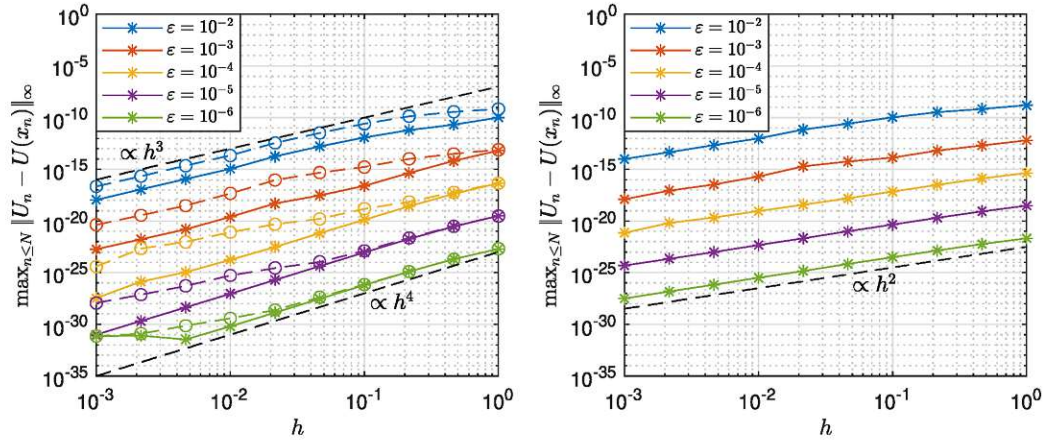 10^0
10^-5
10^-10
10^-15
10^-20
10^-25
10^-30
10^-35
max_{n≤N} ‖U_n − U(x_n)‖_∞
ε = 10^-2
ε = 10^-3
ε = 10^-4
ε = 10^-5
ε = 10^-6
∝ h^3
∝ h^4
10^-3
10^-2
10^-1
10^0
h
10^0
10^-5
10^-10
10^-15
10^-20
10^-25
10^-30
10^-35
max_{n≤N} ‖U_n − U(x_n)‖_∞
ε = 10^-2
ε = 10^-3
ε = 10^-4
ε = 10^-5
ε = 10^-6
∝ h^2
10^-3
10^-2
10^-1
10^0
h